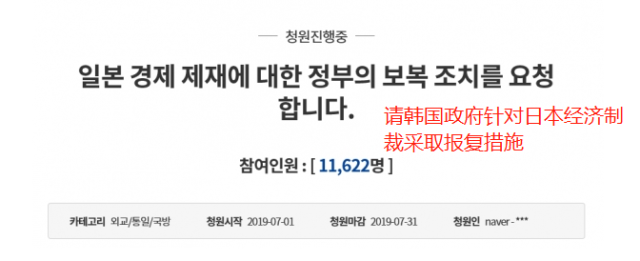 청원진행중
일본 경제 제재에 대한 정부의 보복 조치를 요청
합니다.
请韩国政府针对日本经济制
裁采取报复措施
참여인원 : [ 11,622명 ]
카테고리 외교/통일/국방 청원시작 2019-07-01 청원마감 2019-07-31 청원인 naver - ***